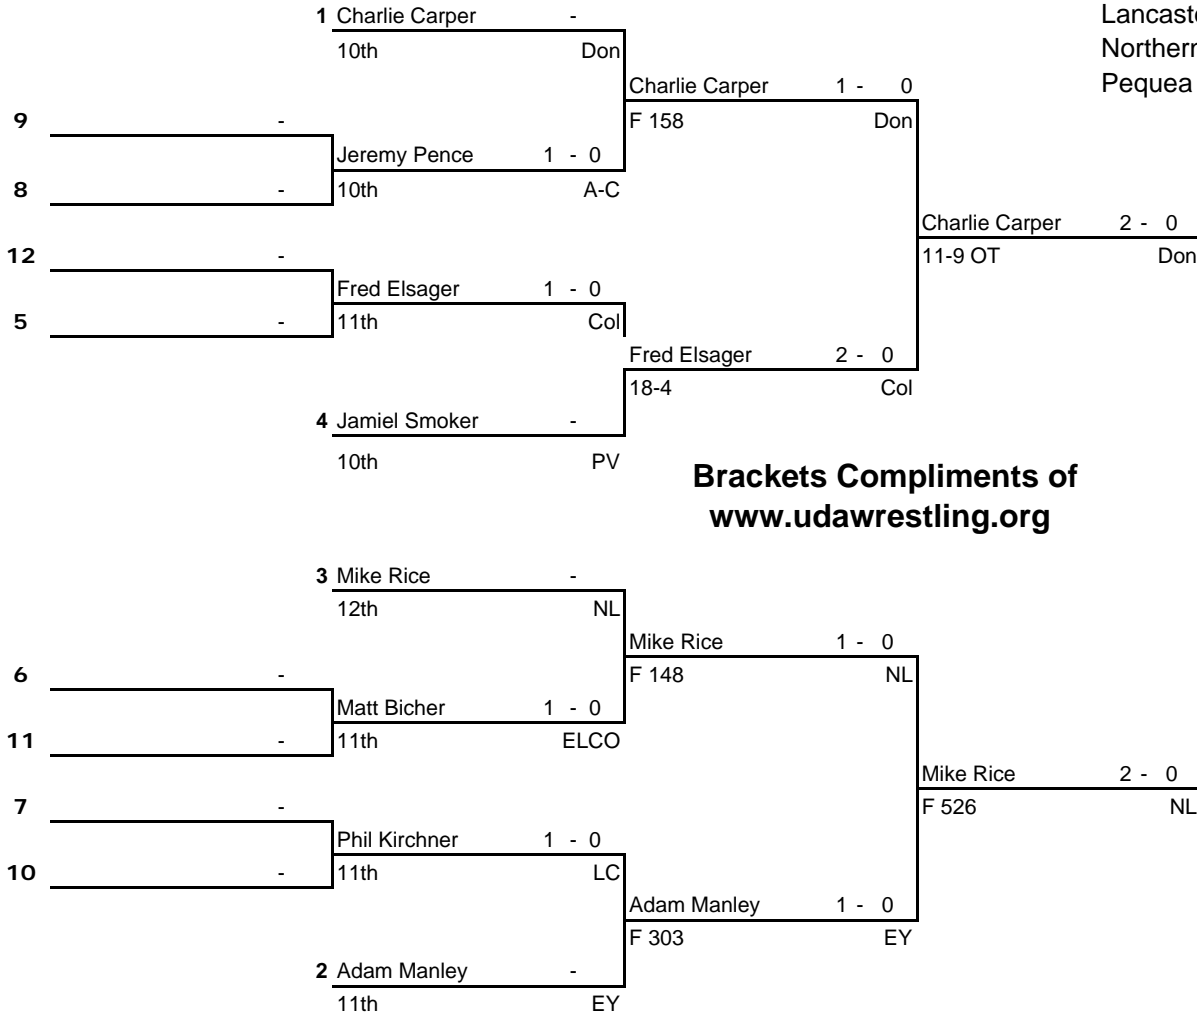 1 Charlie Carper - Lancast
10th Don Northern
Charlie Carper 1 - 0 Pequea
9 - F 158 Don
Jeremy Pence 1 - 0
8 - 10th A-C
Charlie Carper 2 - 0
12 - 11-9 OT Don
Fred Elsager 1 - 0
5 - 11th Col
Fred Elsager 2 - 0
18-4 Col
4 Jamiel Smoker -
10th PV
Brackets Compliments of
www.udawrestling.org
3 Mike Rice -
12th NL
Mike Rice 1 - 0
6 - F 148 NL
Matt Bicher 1 - 0
11 - 11th ELCO
Mike Rice 2 - 0
7 - F 526 NL
Phil Kirchner 1 - 0
10 - 11th LC
Adam Manley 1 - 0
F 303 EY
2 Adam Manley -
11th EY